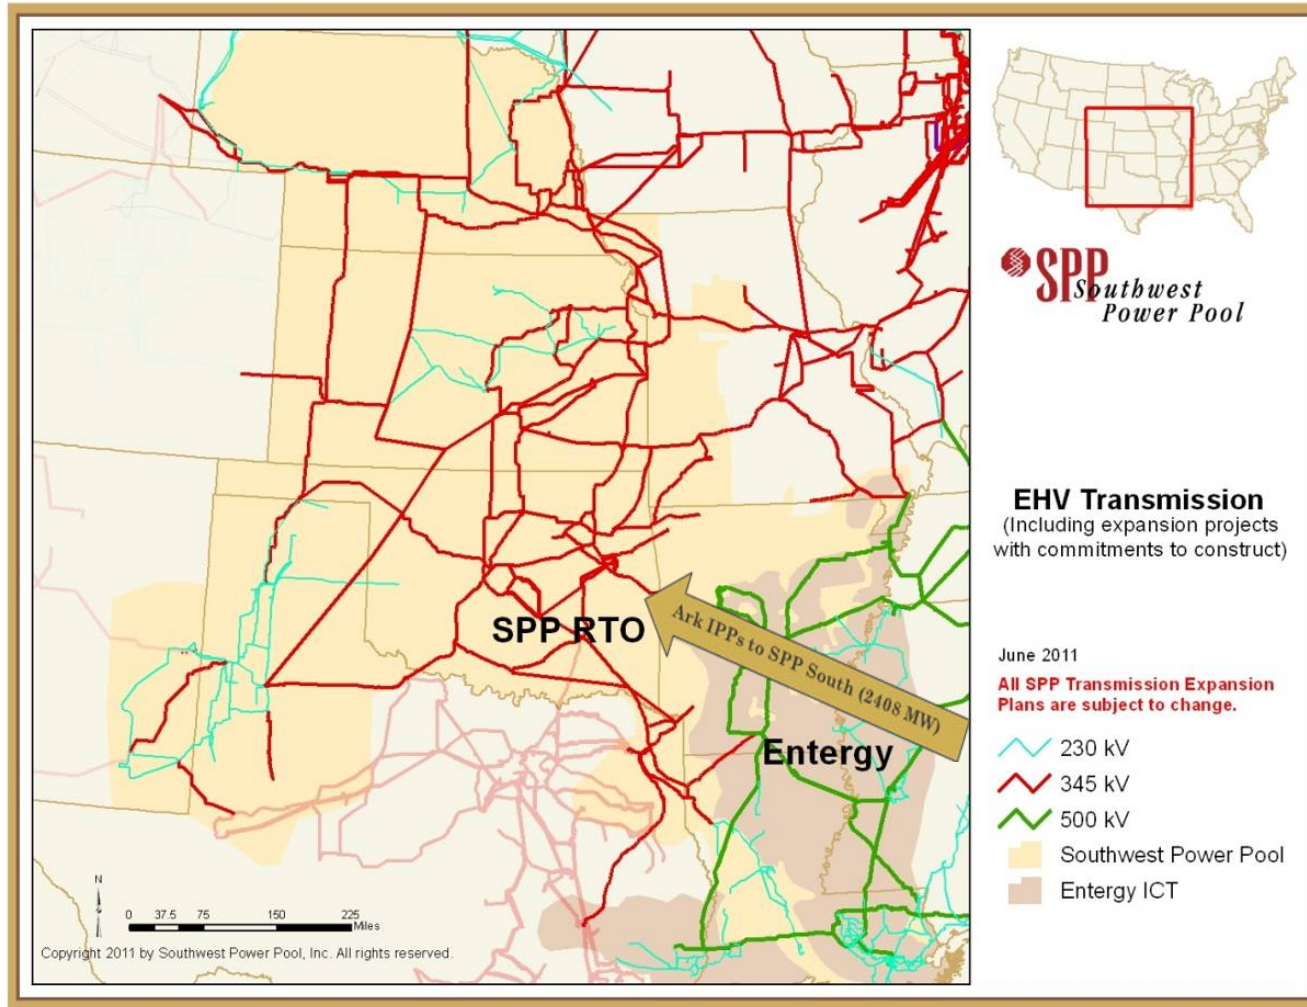 SPP Southwest
Power Pool
EHV Transmission
(Including expansion projects
with commitments to construct)
SPP RTO
Ark IPPs to SPP South (2408 MW)
Entergy
June 2011
All SPP Transmission Expansion
Plans are subject to change.
230 kV
345 kV
500 kV
Southwest Power Pool
Entergy ICT
N
0 37.5 75 150 225
Miles
Copyright 2011 by Southwest Power Pool, Inc. All rights reserved.